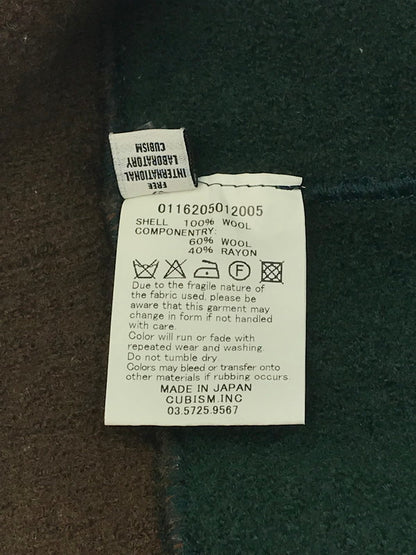 FREE
INTERNATIONAL
LABORATORY
CUBISM
0116205012005
SHELL 100% WOOL
COMPONENTRY:
60% WOOL
40% RAYON
F
Due to the fragile nature of
the fabric used, please be
aware that this garment may
change in form if not handled
with care.
Color will run or fade with
repeated wear and washing.
Do not tumble dry.
Colors may bleed or transfer onto
other materials if rubbing occurs.
MADE IN JAPAN
CUBISM.INC
03.5725.9567